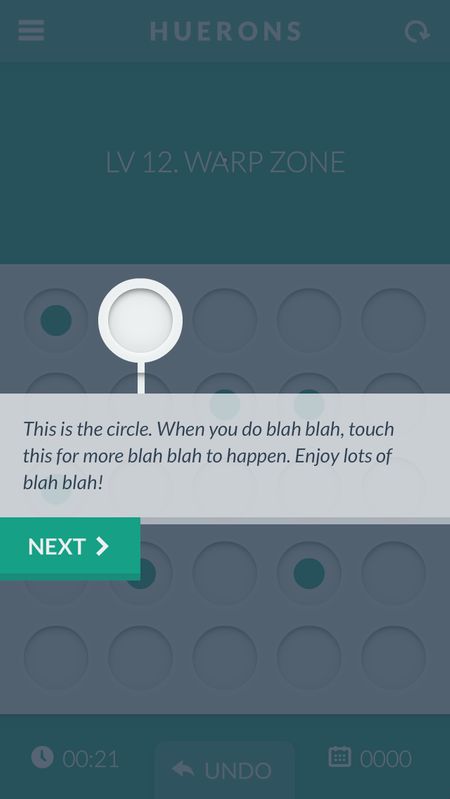 HUERONS
LV 12. WARP ZONE
This is the circle. When you do blah blah, touch
this for more blah blah to happen. Enjoy lots of
blah blah!
NEXT
00:21
UNDO
0000